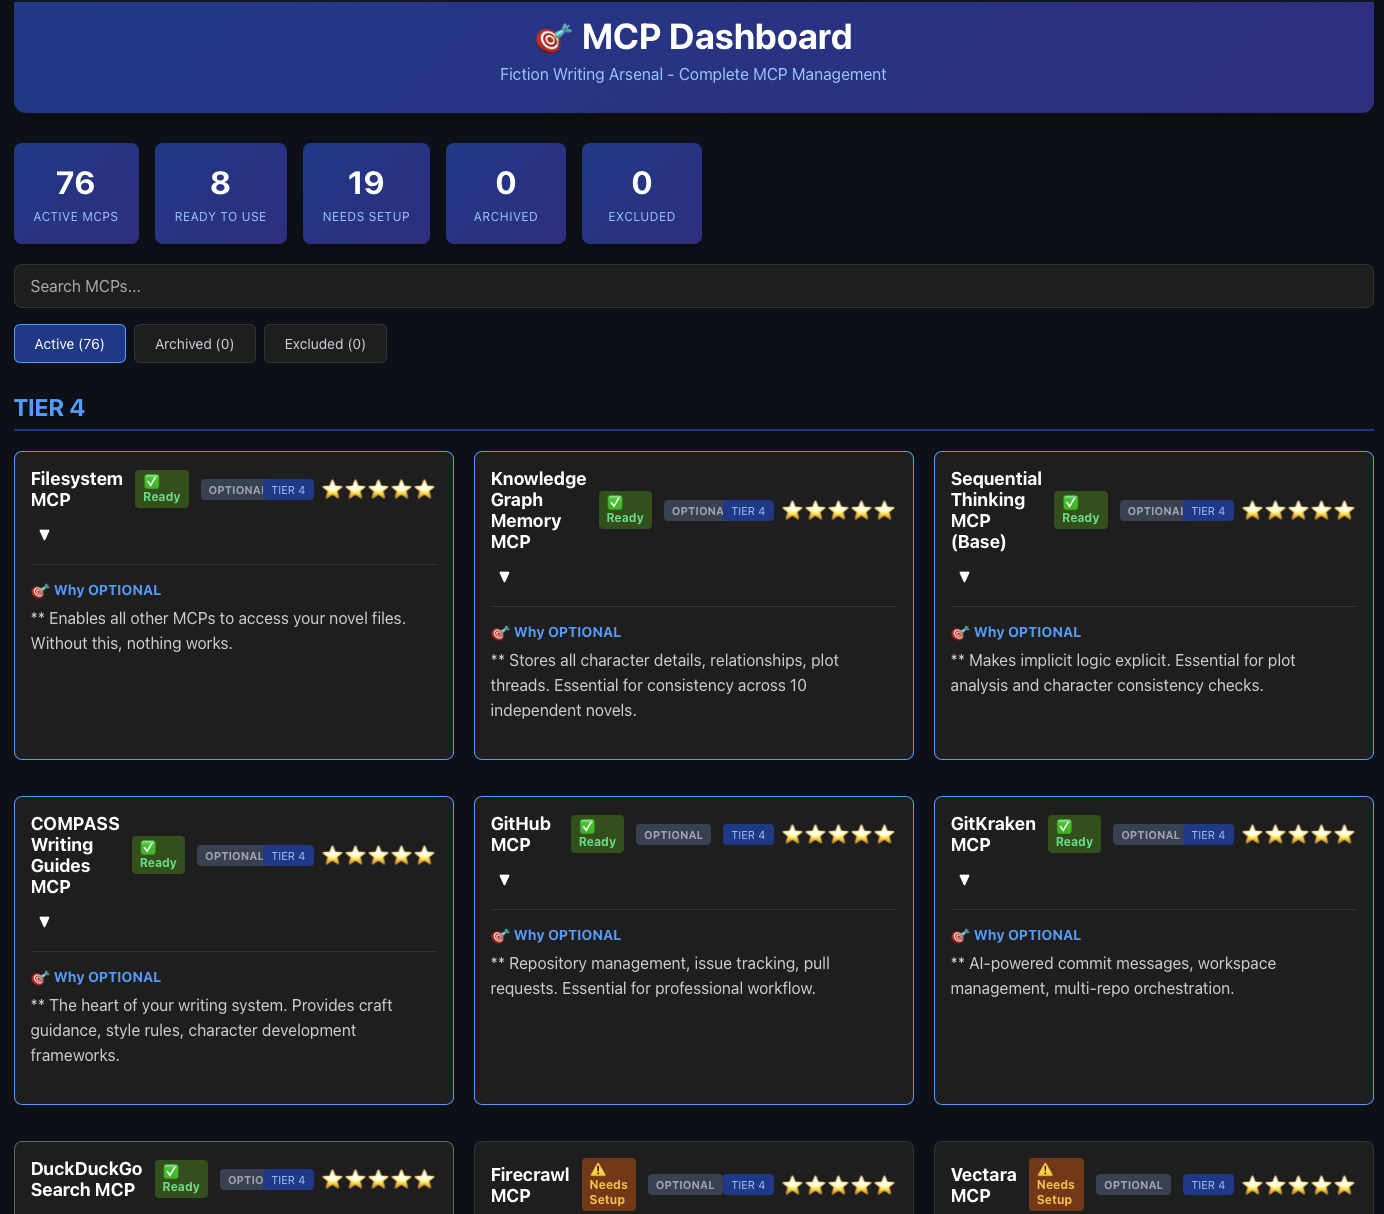 🎯 MCP Dashboard
Fiction Writing Arsenal - Complete MCP Management
76
ACTIVE MCPS
8
READY TO USE
19
NEEDS SETUP
0
ARCHIVED
0
EXCLUDED
Search MCPs...
Active (76)
Archived (0)
Excluded (0)
TIER 4
Filesystem
MCP
✅
Ready
OPTIONAL
TIER 4
⭐⭐⭐⭐⭐
▼
🎯 Why OPTIONAL
** Enables all other MCPs to access your novel files.
Without this, nothing works.
Knowledge
Graph
Memory
MCP
✅
Ready
OPTIONA
TIER 4
⭐⭐⭐⭐⭐
▼
🎯 Why OPTIONAL
** Stores all character details, relationships, plot
threads. Essential for consistency across 10
independent novels.
Sequential
Thinking
MCP
(Base)
✅
Ready
OPTIONAL
TIER 4
⭐⭐⭐⭐⭐
▼
🎯 Why OPTIONAL
** Makes implicit logic explicit. Essential for plot
analysis and character consistency checks.
COMPASS
Writing
Guides
MCP
✅
Ready
OPTIONAL
TIER 4
⭐⭐⭐⭐⭐
▼
🎯 Why OPTIONAL
** The heart of your writing system. Provides craft
guidance, style rules, character development
frameworks.
GitHub
MCP
✅
Ready
OPTIONAL
TIER 4
⭐⭐⭐⭐⭐
▼
🎯 Why OPTIONAL
** Repository management, issue tracking, pull
requests. Essential for professional workflow.
GitKraken
MCP
✅
Ready
OPTIONAL
TIER 4
⭐⭐⭐⭐⭐
▼
🎯 Why OPTIONAL
** AI-powered commit messages, workspace
management, multi-repo orchestration.
DuckDuckGo
Search MCP
✅
Ready
OPTIO
TIER 4
⭐⭐⭐⭐⭐
Firecrawl
MCP
⚠️
Needs
Setup
OPTIONAL
TIER 4
⭐⭐⭐⭐⭐
Vectara
MCP
⚠️
Needs
Setup
OPTIONAL
TIER 4
⭐⭐⭐⭐⭐